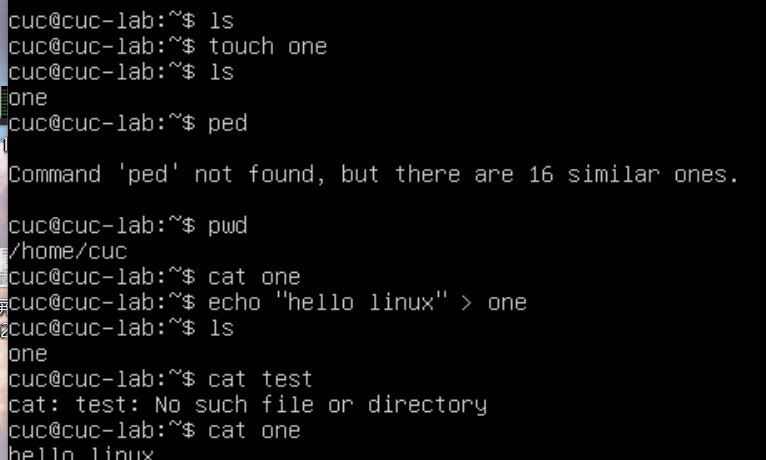 cuc@cuc-lab:~$ ls
cuc@cuc-lab:~$ touch one
cuc@cuc-lab:~$ ls
one
cuc@cuc-lab:~$ ped
Command 'ped' not found, but there are 16 similar ones.
cuc@cuc-lab:~$ pwd
/home/cuc
cuc@cuc-lab:~$ cat one
cuc@cuc-lab:~$ echo "hello linux" > one
cuc@cuc-lab:~$ ls
one
cuc@cuc-lab:~$ cat test
cat: test: No such file or directory
cuc@cuc-lab:~$ cat one
hello linux